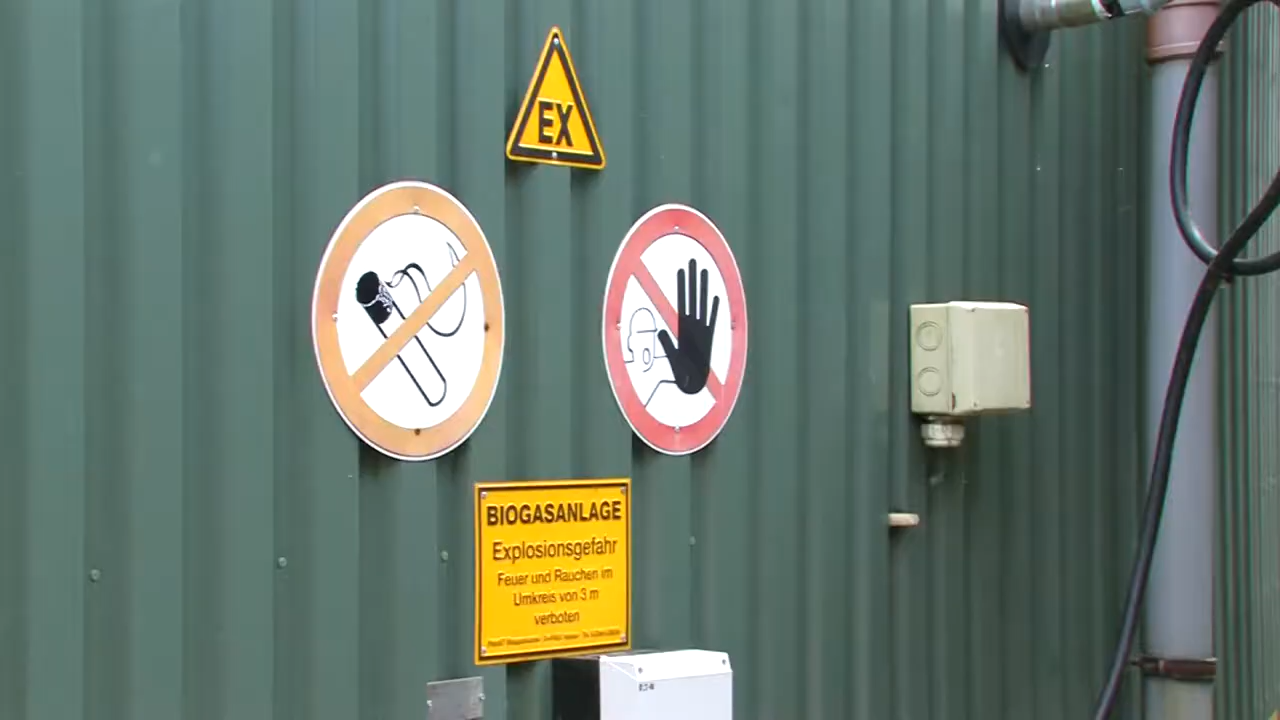 EX
BIOGASANLAGE
Explosionsgefahr
Feuer und Rauchen im
Umkreis von 3 m
verboten